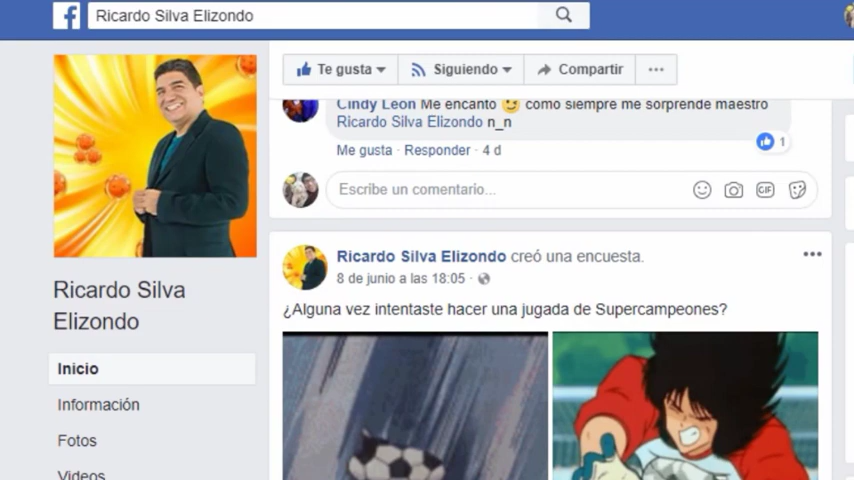 Ricardo Silva Elizondo
Te gusta
Siguiendo
Compartir
Cindy Leon Me encantó como siempre me sorprende maestro
Ricardo Silva Elizondo n_n
Me gusta · Responder · 4 d
1
Escribe un comentario...
GIF
Ricardo Silva Elizondo creó una encuesta.
8 de junio a las 18:05 ·
¿Alguna vez intentaste hacer una jugada de Supercampeones?
Ricardo Silva
Elizondo
Inicio
Información
Fotos
Videos